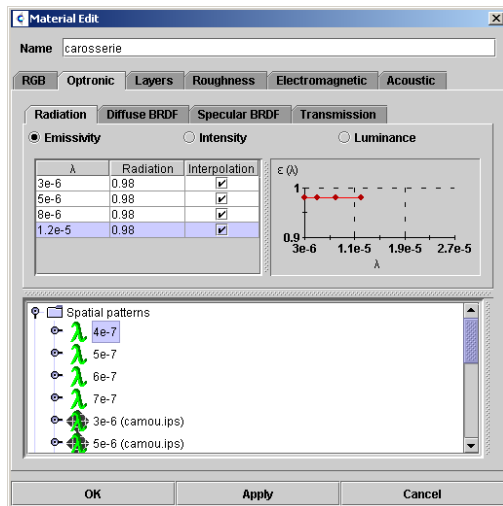 Material Edit
Name carosserie
RGB Optronic Layers Roughness Electromagnetic Acoustic
Radiation Diffuse BRDF Specular BRDF Transmission
Emissivity Intensity Luminance
λ Radiation Interpolation
3e-6 0.98
5e-6 0.98
8e-6 0.98
1.2e-5 0.98
ε (λ)
1
0.9
3e-6 1.1e-5 1.9e-5 2.7e-5
λ
Spatial patterns
4e-7
5e-7
6e-7
7e-7
3e-6 (camou.ips)
5e-6 (camou.ips)
OK Apply Cancel